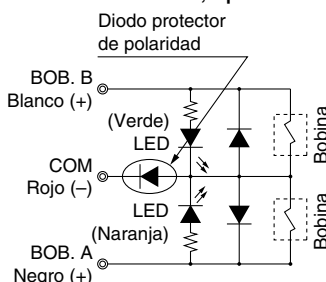 Diodo protector
de polaridad
BOB. B
Blanco (+)
(Verde)
LED
Bobina
COM
Rojo (–)
LED
(Naranja)
Bobina
BOB. A
Negro (+)